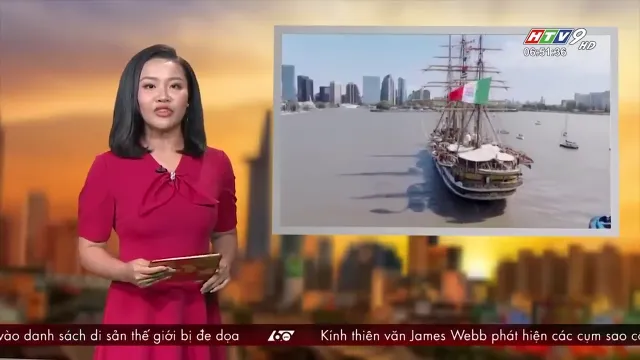 HTV9 HD
06:51:36
vào danh sách di sản thế giới bị đe dọa 60 Kính thiên văn James Webb phát hiện các cụm sao c